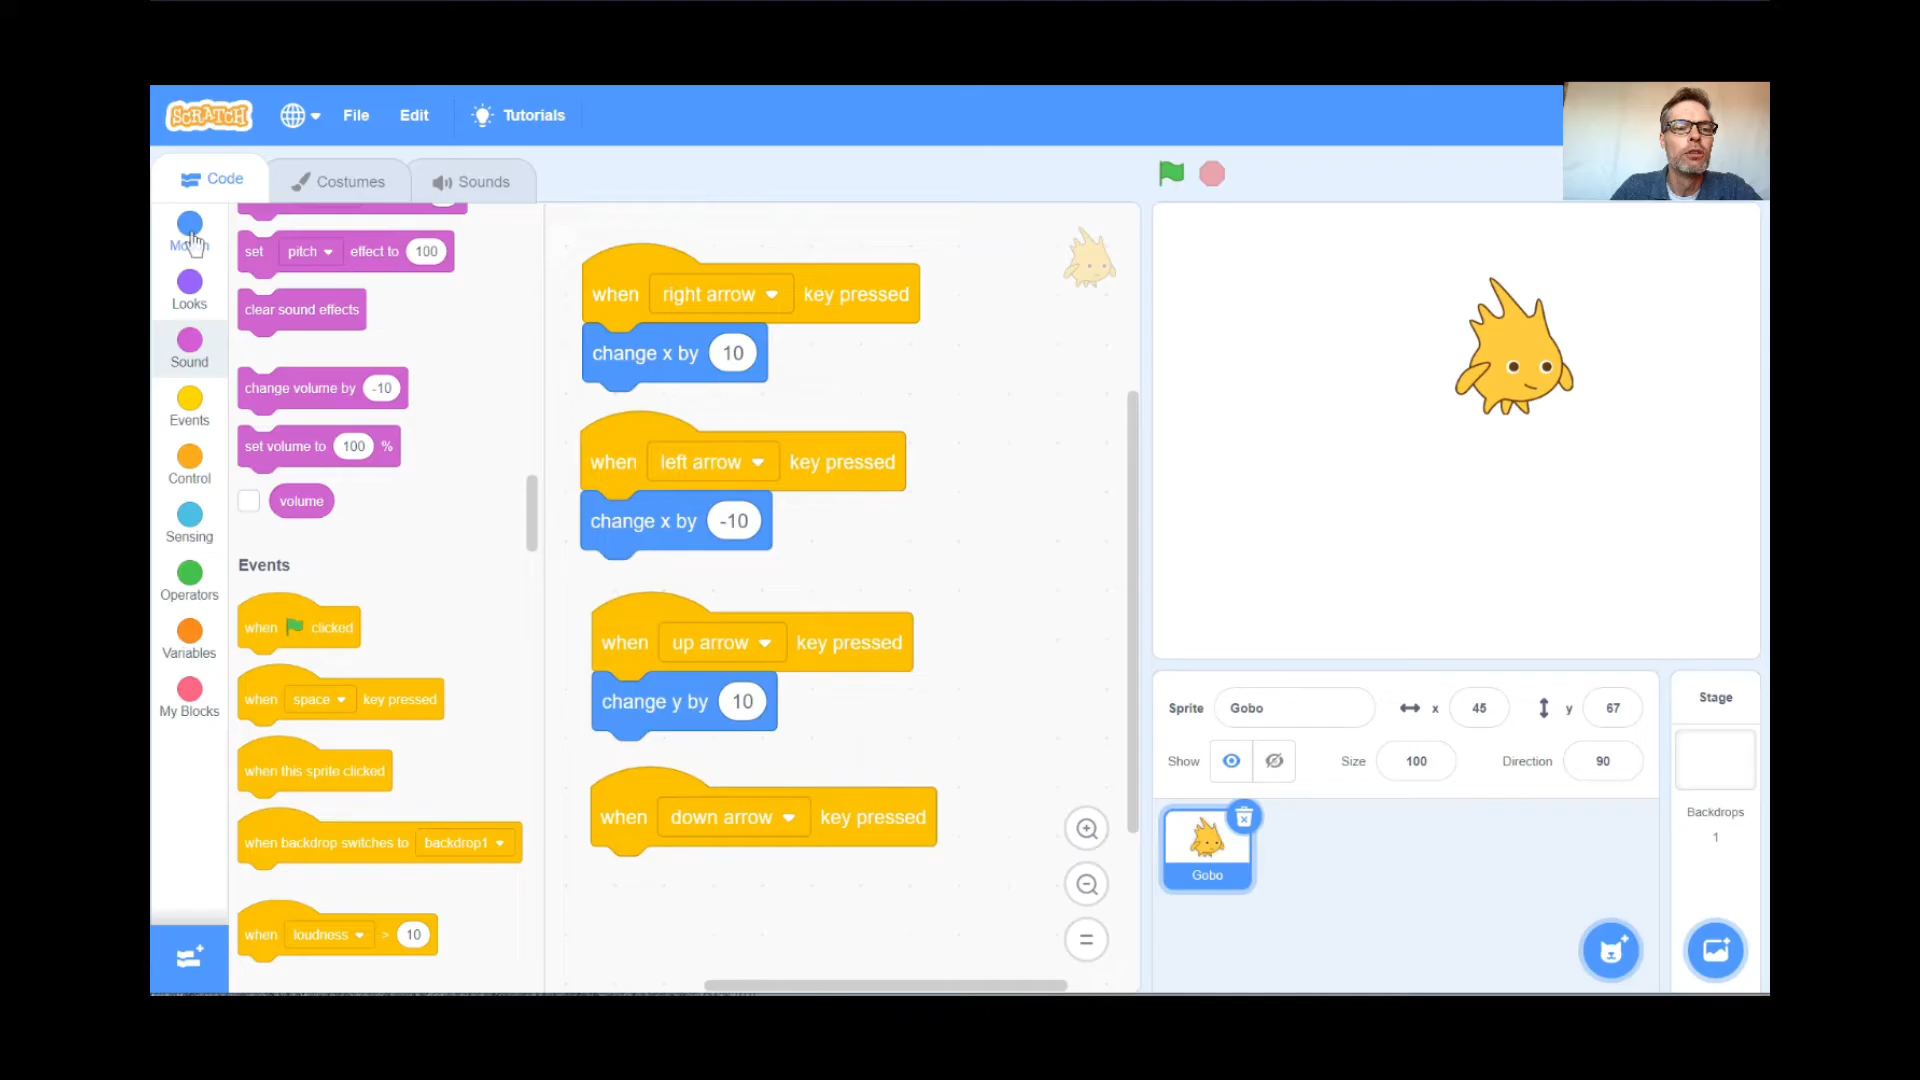 SCRATCH
File
Edit
Tutorials
Code
Costumes
Sounds
Looks
Sound
Events
Control
Sensing
Operators
Variables
My Blocks
set pitch effect to 100
clear sound effects
change volume by -10
set volume to 100 %
volume
Events
when clicked
when space key pressed
when this sprite clicked
when backdrop switches to backdrop1
when loudness > 10
when right arrow key pressed
change x by 10
when left arrow key pressed
change x by -10
when up arrow key pressed
change y by 10
when down arrow key pressed
Sprite Gobo x 45 y 67
Show Size 100 Direction 90
Gobo
Stage
Backdrops
1